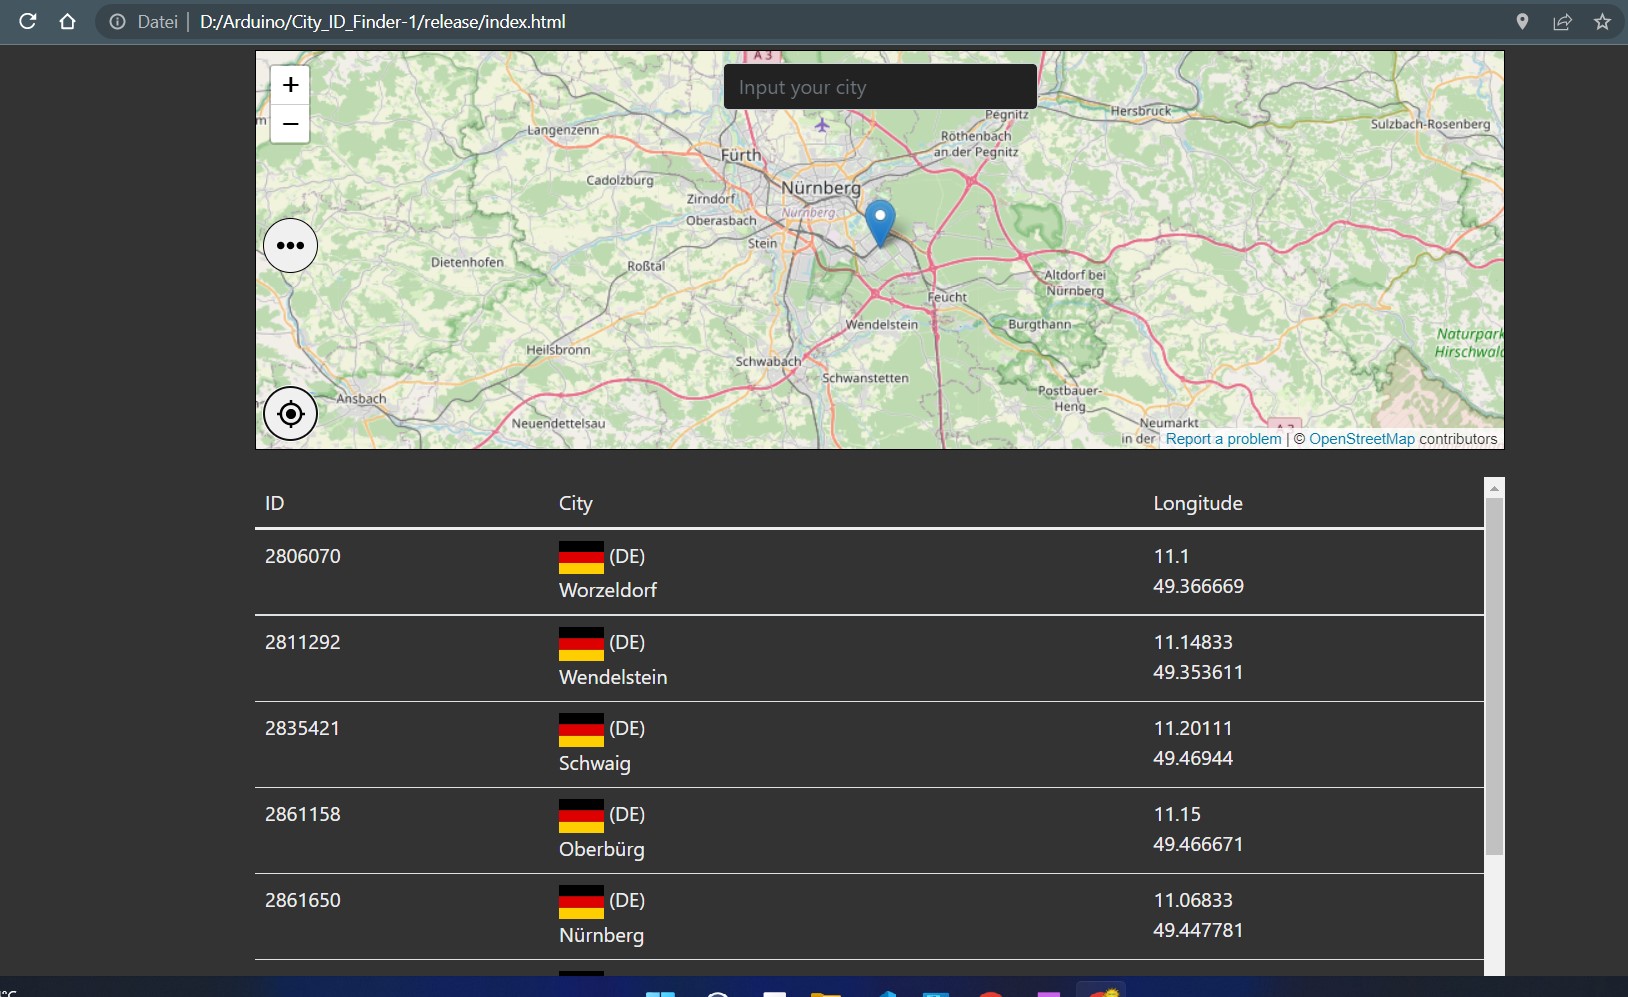 Datei | D:/Arduino/City_ID_Finder-1/release/index.html
A 3
+
Input your city
−
Pegnitz
Hersbruck
Sulzbach-Rosenberg
Langenzenn
Röthenbach
an der Pegnitz
Fürth
Cadolzburg
Nürnberg
Zirndorf
Nürnberg
Oberasbach
Stein
Dietenhofen
Roßtal
Altdorf bei
Nürnberg
Feucht
Wendelstein
Burgthann
Naturpark
Hirschwald
Heilsbronn
Schwabach
Schwanstetten
Postbauer-
Heng
Ansbach
Neuendettelsau
Neumarkt
in der
A 3
Report a problem | © OpenStreetMap contributors
ID City Longitude
2806070 (DE) 11.1
Worzeldorf 49.366669
2811292 (DE) 11.14833
Wendelstein 49.353611
2835421 (DE) 11.20111
Schwaig 49.46944
2861158 (DE) 11.15
Oberbürg 49.466671
2861650 (DE) 11.06833
Nürnberg 49.447781
°C